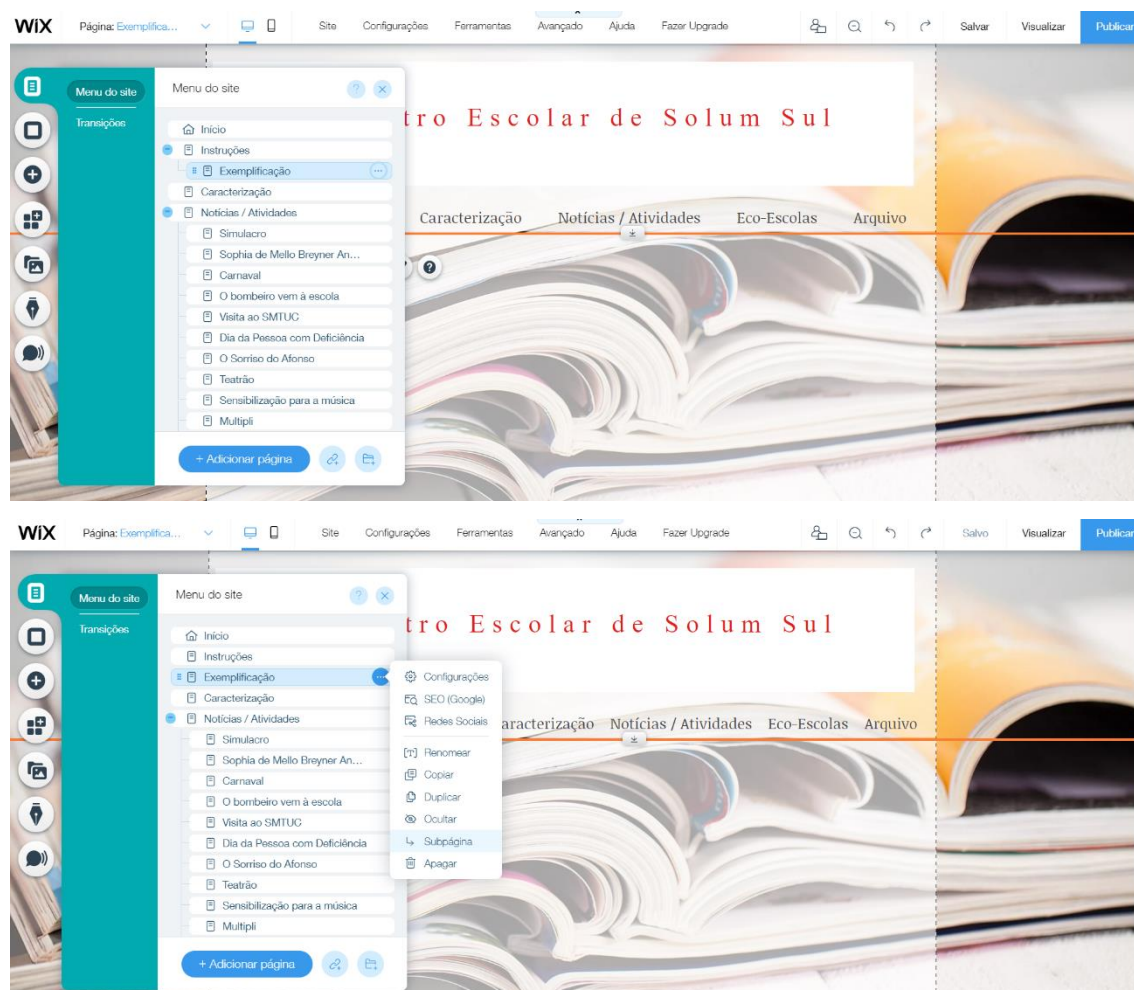 WiX Página: Exemplifica... Site Configurações Ferramentas Avançado Ajuda Fazer Upgrade Salvar Visualizar Publicar
Menu do site
Transições
Menu do site ?
Início
Instruções
Exemplificação
Caracterização
Notícias / Atividades
Simulacro
Sophia de Mello Breyner An...
Carnaval
O bombeiro vem à escola
Visita ao SMTUC
Dia da Pessoa com Deficiência
O Sorriso do Afonso
Teatrão
Sensibilização para a música
Multipli
+ Adicionar página
tro Escolar de Solum Sul
Caracterização Notícias / Atividades Eco-Escolas Arquivo
?
WiX Página: Exemplifica... Site Configurações Ferramentas Avançado Ajuda Fazer Upgrade Salvo Visualizar Publicar
Menu do site
Transições
Menu do site ?
Início
Instruções
Exemplificação
Caracterização
Notícias / Atividades
Simulacro
Sophia de Mello Breyner An...
Carnaval
O bombeiro vem à escola
Visita ao SMTUC
Dia da Pessoa com Deficiência
O Sorriso do Afonso
Teatrão
Sensibilização para a música
Multipli
+ Adicionar página
Configurações
SEO (Google)
Redes Sociais
[T] Renomear
Copiar
Duplicar
Ocultar
Subpágina
Apagar
tro Escolar de Solum Sul
aracterização Notícias / Atividades Eco-Escolas Arquivo